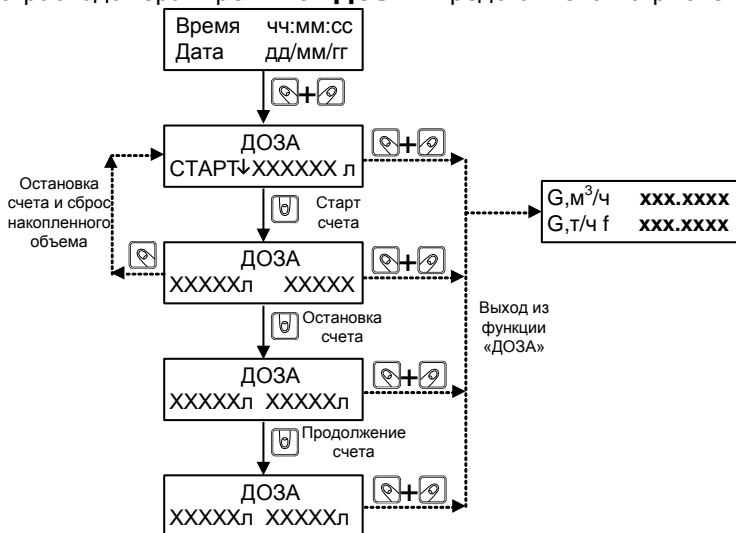 Время чч:мм:сс
Дата дд/мм/гг
+
ДОЗА
СТАРТ↓XXXXXX л
+
Остановка
счета и сброс
накопленного
объема
Старт
счета
G,м³/ч xxx.xxxx
G,т/ч f xxx.xxxx
ДОЗА
XXXXXл XXXXX
+
Остановка
счета
Выход из
функции
«ДОЗА»
ДОЗА
XXXXXл XXXXXл
+
Продолжение
счета
ДОЗА
XXXXXл XXXXXл
+